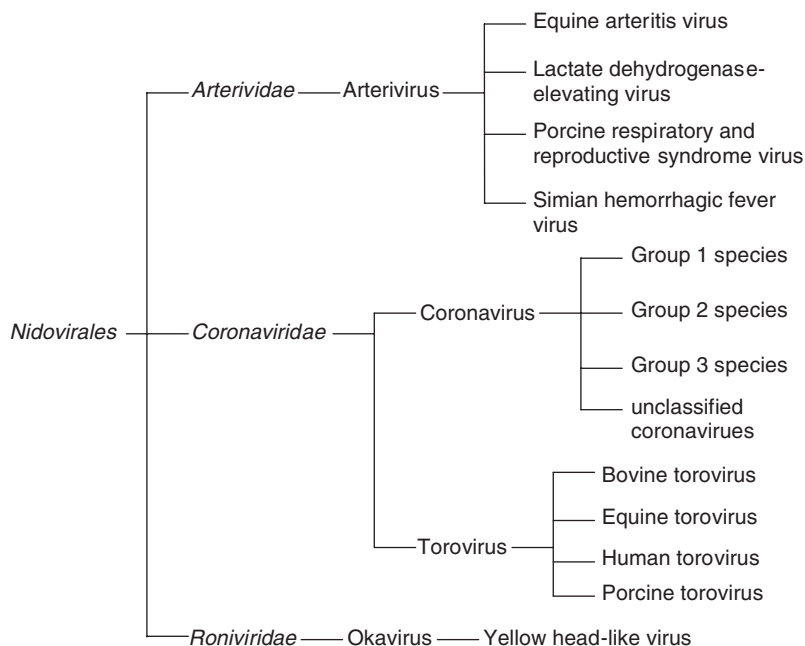 Equine arteritis virus
Lactate dehydrogenase-
elevating virus
Arterividae
Arterivirus
Porcine respiratory and
reproductive syndrome virus
Simian hemorrhagic fever
virus
Group 1 species
Coronavirus
Group 2 species
Nidovirales
Coronaviridae
Group 3 species
unclassified
coronavirues
Bovine torovirus
Equine torovirus
Torovirus
Human torovirus
Porcine torovirus
Roniviridae
Okavirus
Yellow head-like virus